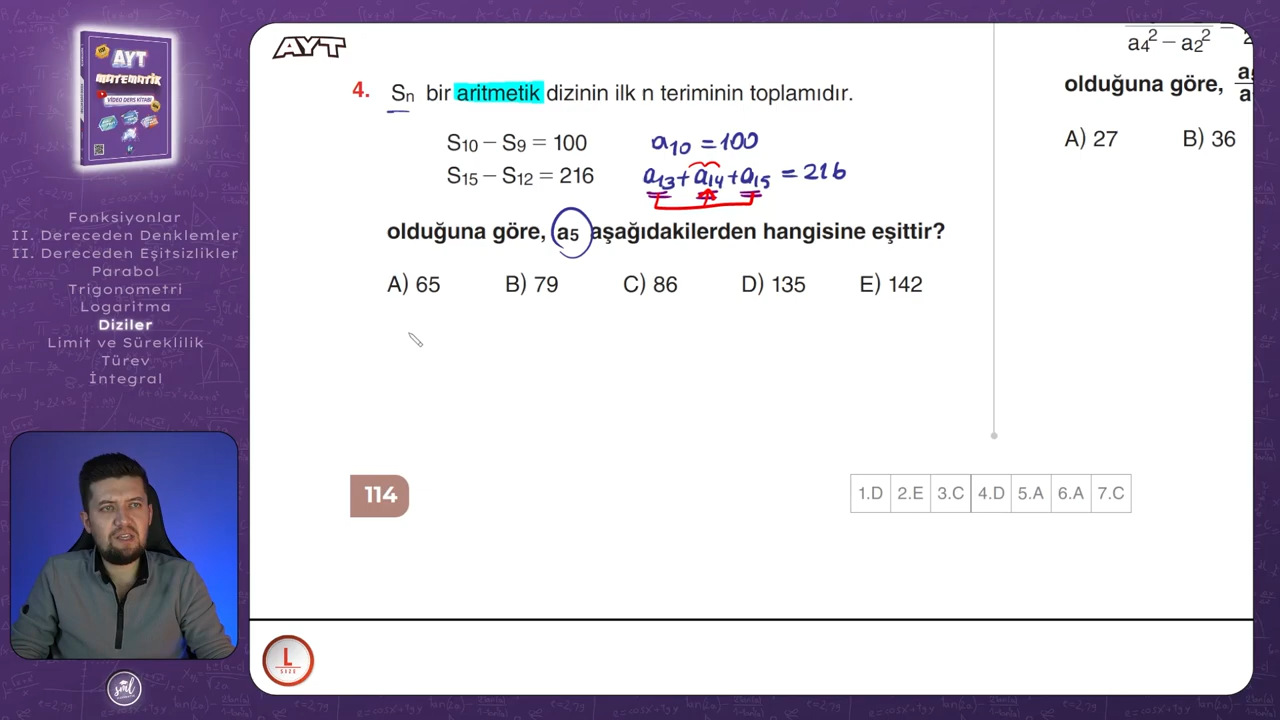 AYT
MATEMATİK
VİDEO DERS KİTABI
Fonksiyonlar
II. Dereceden Denklemler
II. Dereceden Eşitsizlikler
Parabol
Trigonometri
Logaritma
Diziler
Limit ve Süreklilik
Türev
İntegral
sml
AYT
4. Sn bir aritmetik dizinin ilk n teriminin toplamıdır.
S10 − S9 = 100 a10 = 100
S15 − S12 = 216 a13 + a14 + a15 = 216
olduğuna göre, a5 aşağıdakilerden hangisine eşittir?
A) 65 B) 79 C) 86 D) 135 E) 142
114
1.D 2.E 3.C 4.D 5.A 6.A 7.C
L
SIZE
a4² − a2²
olduğuna göre,
A) 27 B) 36